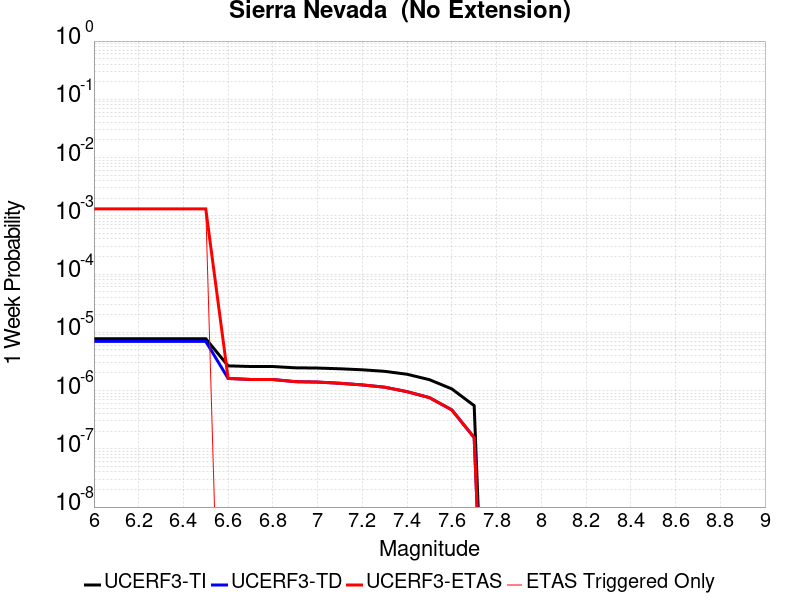 Sierra Nevada  (No Extension)
1 Week Probability
10^0
10^-1
10^-2
10^-3
10^-4
10^-5
10^-6
10^-7
10^-8
6 6.2 6.4 6.6 6.8 7 7.2 7.4 7.6 7.8 8 8.2 8.4 8.6 8.8 9
Magnitude
UCERF3-TI UCERF3-TD UCERF3-ETAS ETAS Triggered Only